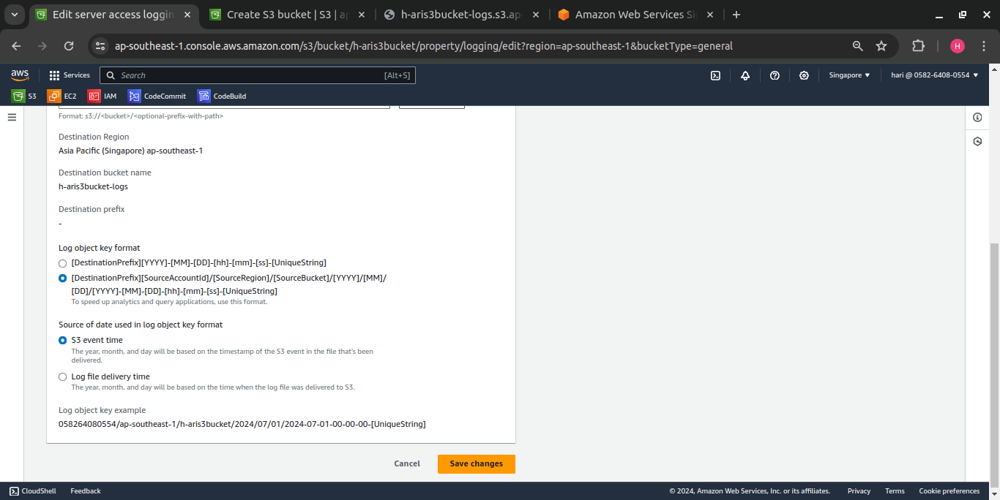 Edit server access loggin
Create S3 bucket | S3 | ap
h-aris3bucket-logs.s3.ap-
Amazon Web Services Si
ap-southeast-1.console.aws.amazon.com/s3/bucket/h-aris3bucket/property/logging/edit?region=ap-southeast-1&bucketType=general
H
aws
Services
Search
[Alt+S]
Singapore
hari @ 0582-6408-0554
S3
EC2
IAM
CodeCommit
CodeBuild
Format: s3://<bucket>/<optional-prefix-with-path>
Destination Region
Asia Pacific (Singapore) ap-southeast-1
Destination bucket name
h-aris3bucket-logs
Destination prefix
-
Log object key format
[DestinationPrefix][YYYY]-[MM]-[DD]-[hh]-[mm]-[ss]-[UniqueString]
[DestinationPrefix][SourceAccountId]/[SourceRegion]/[SourceBucket]/[YYYY]/[MM]/
[DD]/[YYYY]-[MM]-[DD]-[hh]-[mm]-[ss]-[UniqueString]
To speed up analytics and query applications, use this format.
Source of date used in log object key format
S3 event time
The year, month, and day will be based on the timestamp of the S3 event in the file that's been
delivered.
Log file delivery time
The year, month, and day will be based on the time when the log file was delivered to S3.
Log object key example
058264080554/ap-southeast-1/h-aris3bucket/2024/07/01/2024-07-01-00-00-00-[UniqueString]
Cancel
Save changes
CloudShell
Feedback
© 2024, Amazon Web Services, Inc. or its affiliates.
Privacy
Terms
Cookie preferences